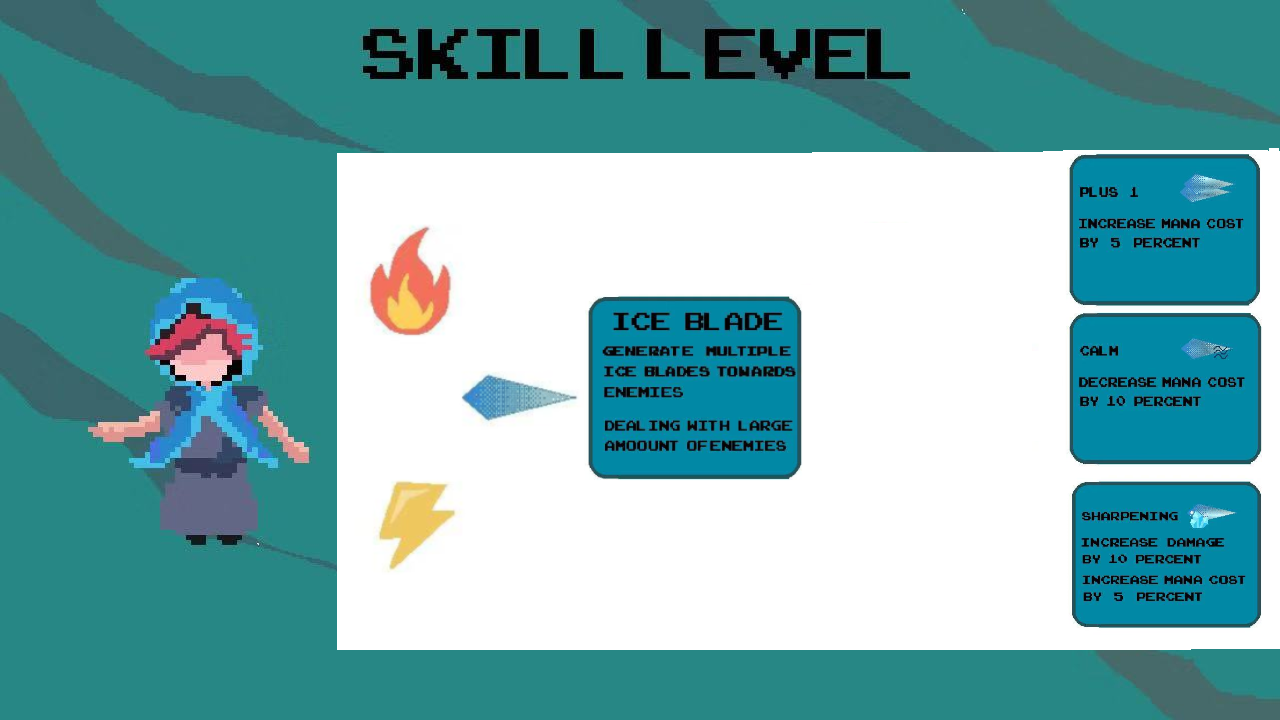 SKILL LEVEL
ICE BLADE
GENERATE MULTIPLE
ICE BLADES TOWARDS
ENEMIES
DEALING WITH LARGE
AMOOUNT OFENEMIES
PLUS 1
INCREASE MANA COST
BY 5 PERCENT
CALM
DECREASE MANA COST
BY 10 PERCENT
SHARPENING
INCREASE DAMAGE
BY 10 PERCENT
INCREASE MANA COST
BY 5 PERCENT